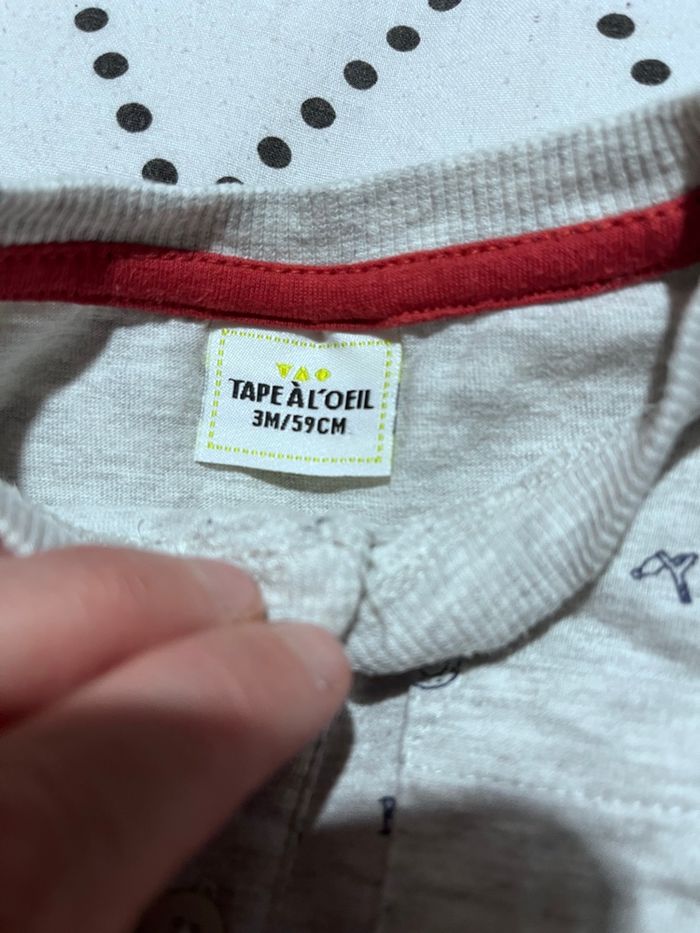 TAO
TAPE À L'OEIL
3M/59CM